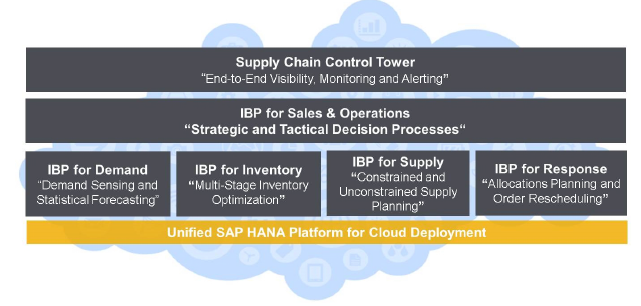 Supply Chain Control Tower
“End-to-End Visibility, Monitoring and Alerting”
IBP for Sales & Operations
“Strategic and Tactical Decision Processes“
IBP for Demand
“Demand Sensing and
Statistical Forecasting”
IBP for Inventory
“Multi-Stage Inventory
Optimization”
IBP for Supply
“Constrained and
Unconstrained Supply
Planning”
IBP for Response
“Allocations Planning and
Order Rescheduling”
Unified SAP HANA Platform for Cloud Deployment